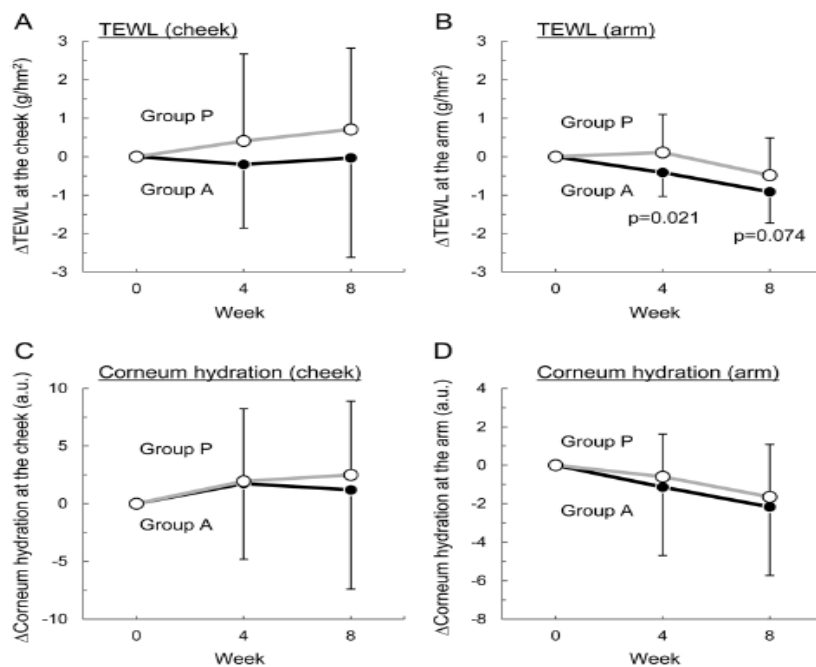 A
TEWL (cheek)
ΔTEWL at the cheek (g/hm²)
3
2
1
0
-1
-2
-3
Group P
Group A
0 4 8
Week
B
TEWL (arm)
ΔTEWL at the arm (g/hm²)
3
2
1
0
-1
-2
-3
Group P
Group A
p=0.021
p=0.074
0 4 8
Week
C
Corneum hydration (cheek)
ΔCorneum hydration at the cheek (a.u.)
10
5
0
-5
-10
Group P
Group A
0 4 8
Week
D
Corneum hydration (arm)
ΔCorneum hydration at the arm (a.u.)
4
2
0
-2
-4
-6
-8
Group P
Group A
0 4 8
Week